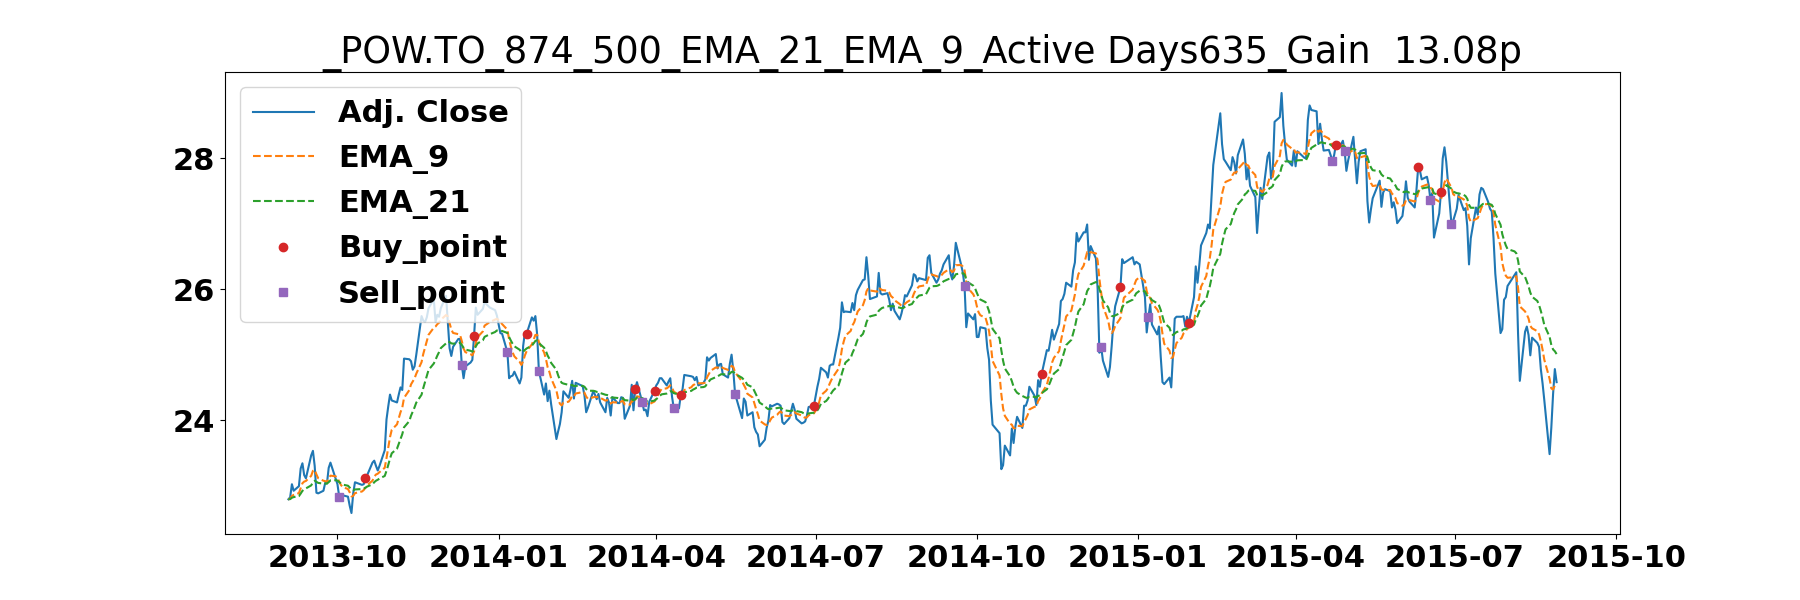 _POW.TO_874_500_EMA_21_EMA_9_Active Days635_Gain  13.08p
Adj. Close
EMA_9
EMA_21
Buy_point
Sell_point
28
26
24
2013-10 2014-01 2014-04 2014-07 2014-10 2015-01 2015-04 2015-07 2015-10